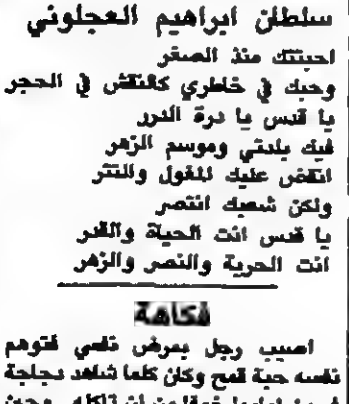 سلطان ابراهيم العجلوني
احببتك منذ الصغر
وحبك في خاطري كالنقش في الحجر
يا قدس يا درة الدرر
فيك بلدتي وموسم الزهر
انقض عليك المغول والتتر
ولكن شعبك انتصر
يا قدس انت الحياة والقدر
انت الحرية والنصر والزهر
فكاهة
اصيب رجل بمرض نفسي فتوهم
نفسه حبة قمح وكان كلما شاهد دجاجة